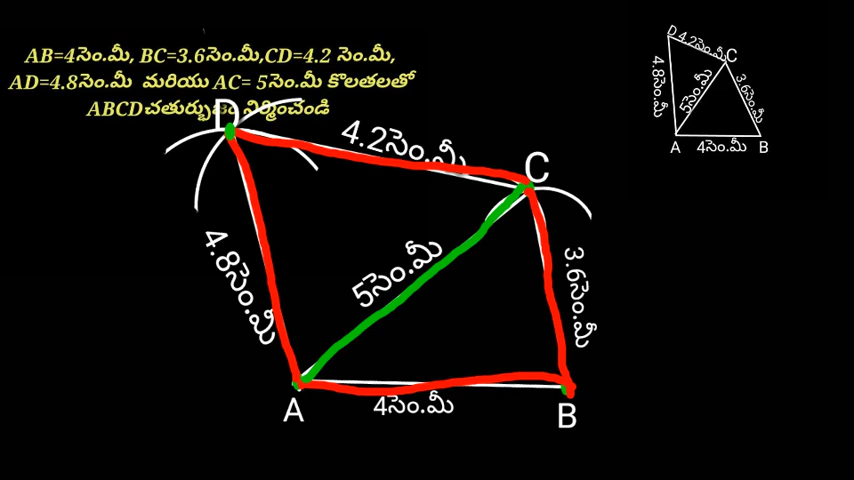 AB=4సెం.మీ, BC=3.6సెం.మీ,CD=4.2 సెం.మీ,
AD=4.8సెం.మీ మరియు AC= 5సెం.మీ కొలతలతో
ABCDచతుర్భుజం నిర్మించండి
D
4.2సెం.మీ
C
4.8సెం.మీ
5సెం.మీ
3.6సెం.మీ
A
4సెం.మీ
B
D
4.2సెం.మీ
C
4.8సెం.మీ
5సెం.మీ
3.6సెం.మీ
A
4సెం.మీ
B